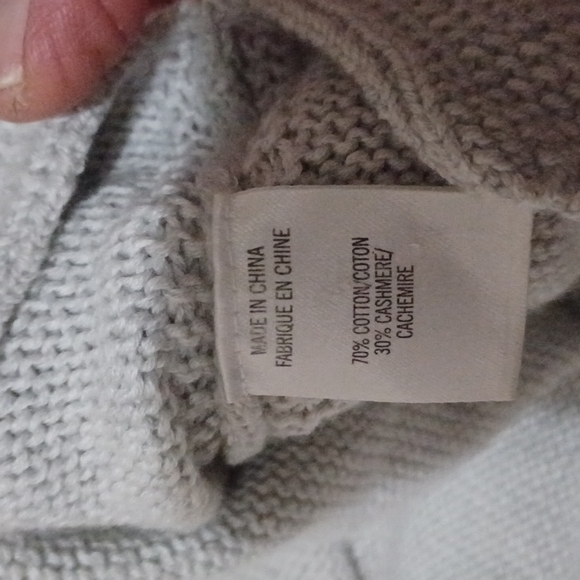 MADE IN CHINA
FABRIQUE EN CHINE
70% COTTON/COTON
30% CASHMERE/
CACHEMIRE